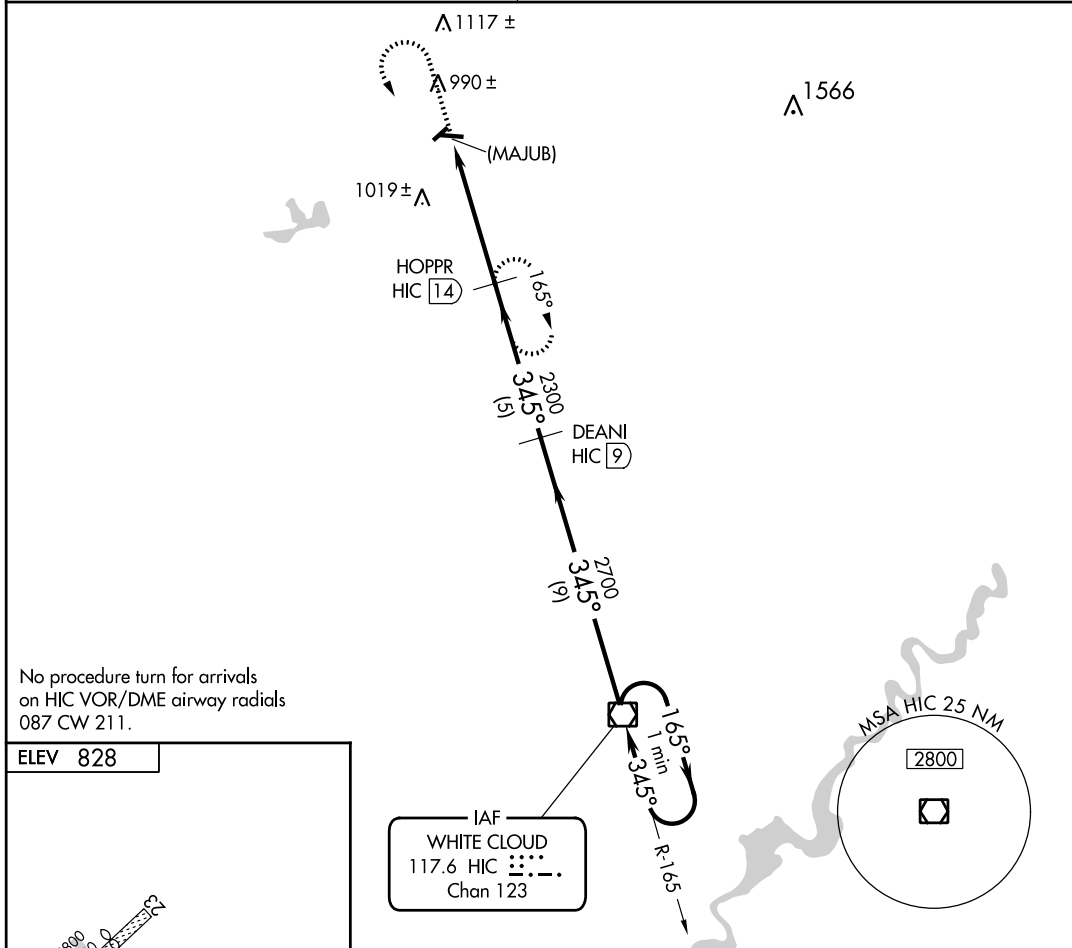 1117 ±
990 ±
1566
(MAJUB)
1019 ±
HOPPR
HIC 14
165°
2300
345°
(5)
DEANI
HIC 9
2700
345°
(9)
No procedure turn for arrivals
on HIC VOR/DME airway radials
087 CW 211.
MSA HIC 25 NM
2800
165°
1 min
345°
R-165
ELEV 828
IAF
WHITE CLOUD
117.6 HIC
Chan 123
23